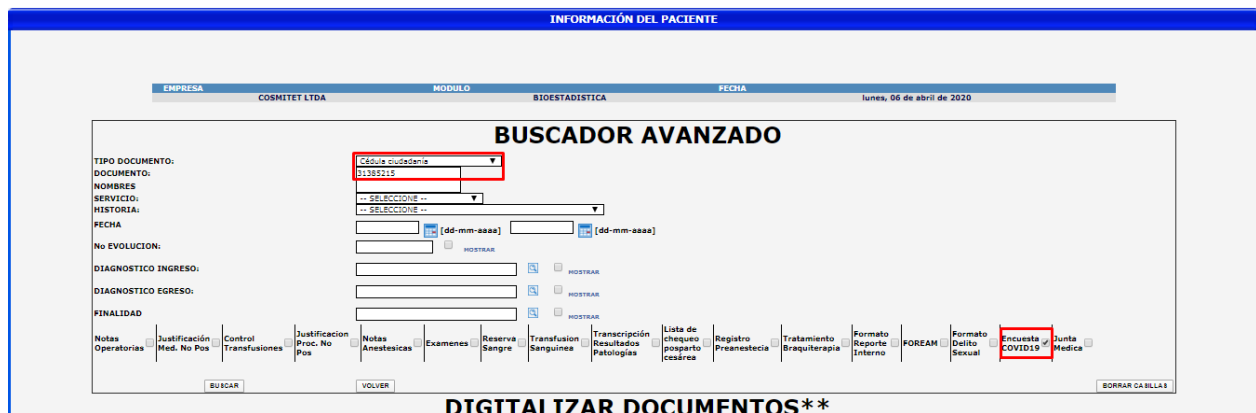 INFORMACIÓN DEL PACIENTE
EMPRESA MODULO FECHA
COSMITET LTDA BIOESTADISTICA lunes, 06 de abril de 2020
BUSCADOR AVANZADO
TIPO DOCUMENTO: Cédula ciudadanía
DOCUMENTO: 31385215
NOMBRES
SERVICIO: -- SELECCIONE --
HISTORIA: -- SELECCIONE --
FECHA [dd-mm-aaaa] [dd-mm-aaaa]
No EVOLUCION: MOSTRAR
DIAGNOSTICO INGRESO: MOSTRAR
DIAGNOSTICO EGRESO: MOSTRAR
FINALIDAD MOSTRAR
Notas Operatorias
Justificación Med. No Pos
Control Transfusiones
Justificacion Proc. No Pos
Notas Anestesicas
Examenes
Reserva Sangre
Transfusion Sanguinea
Transcripción Resultados Patologías
Lista de chequeo posparto cesárea
Registro Preanestecia
Tratamiento Braquiterapia
Formato Reporte Interno
FOREAM
Formato Delito Sexual
Encuesta COVID19
Junta Medica
BUSCAR VOLVER BORRAR CASILLAS
DIGITALIZAR DOCUMENTOS**